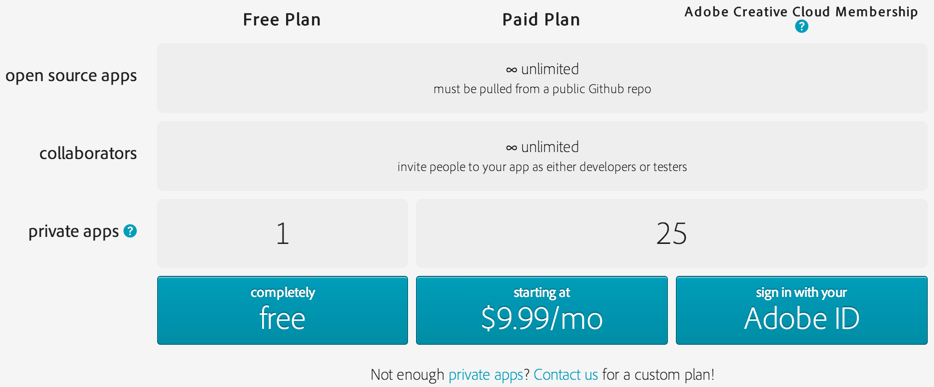 Free Plan
Paid Plan
Adobe Creative Cloud Membership
?
open source apps
∞ unlimited
must be pulled from a public Github repo
collaborators
∞ unlimited
invite people to your app as either developers or testers
private apps ?
1
25
completely
free
starting at
$9.99/mo
sign in with your
Adobe ID
Not enough private apps? Contact us for a custom plan!